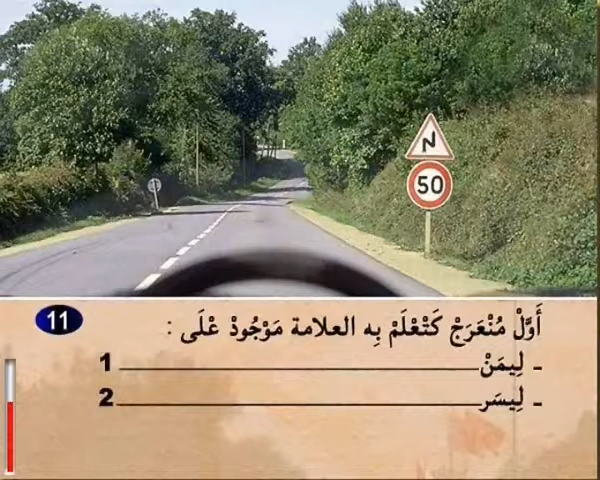 50
11
أَوَّلْ مُنْعَرَجْ كَتْعْلَمْ بِه العلامة مَوْجُودْ عْلَى :
- لِيمَنْ 1
- لِيسَر 2